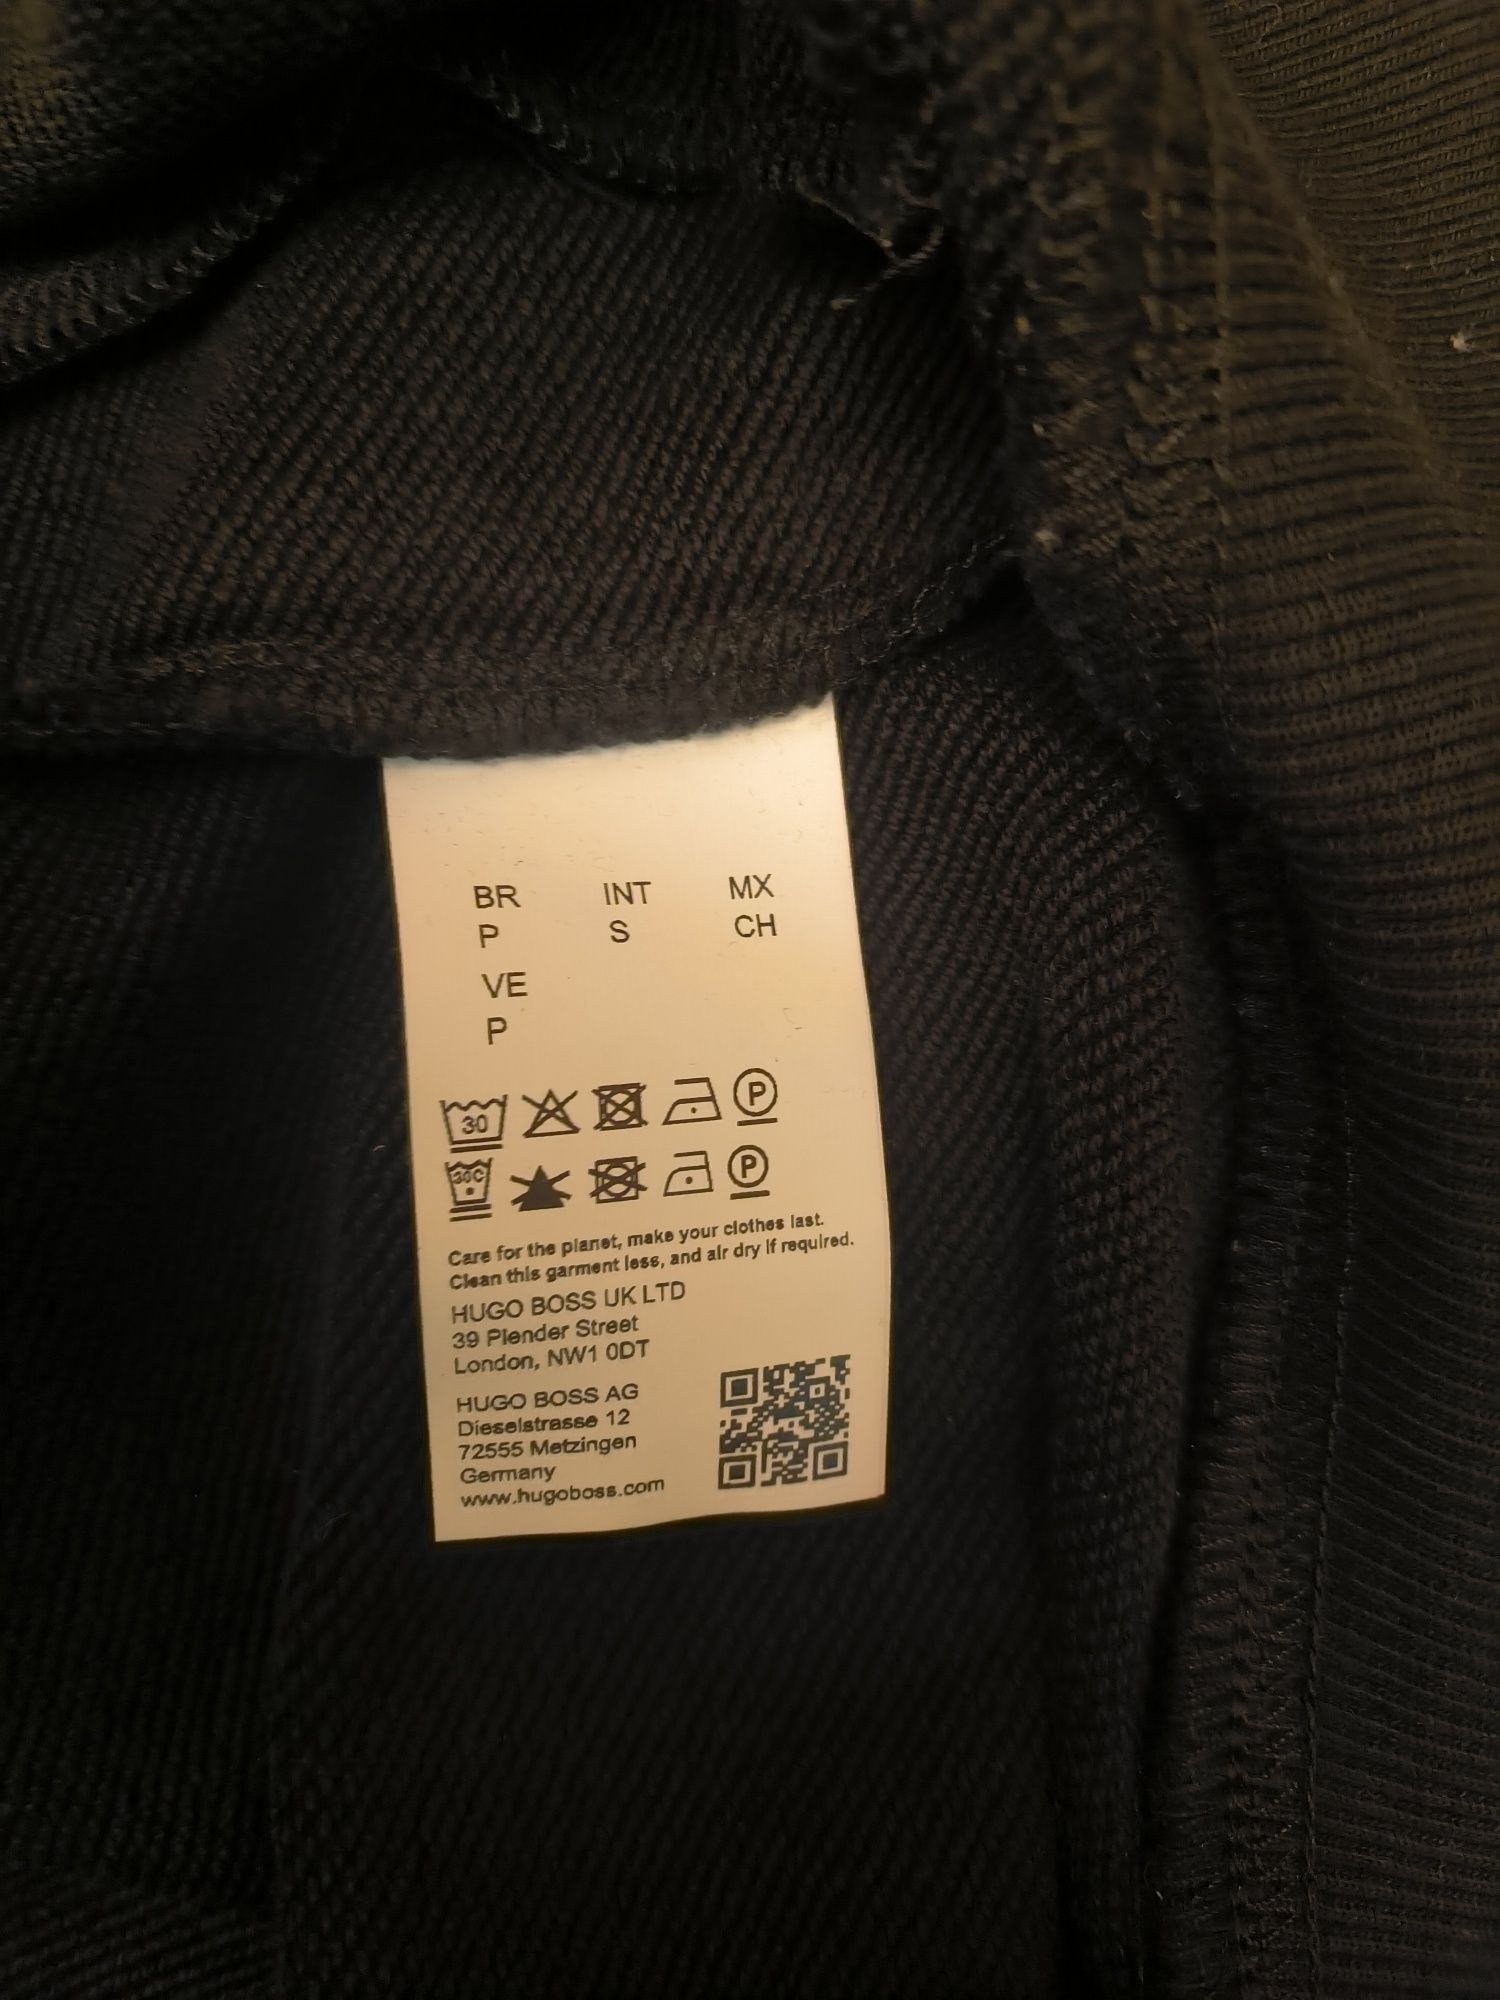 BR INT MX
P S CH
VE
P
30 P
30C P
Care for the planet, make your clothes last.
Clean this garment less, and air dry if required.
HUGO BOSS UK LTD
39 Plender Street
London, NW1 0DT
HUGO BOSS AG
Dieselstrasse 12
72555 Metzingen
Germany
www.hugoboss.com